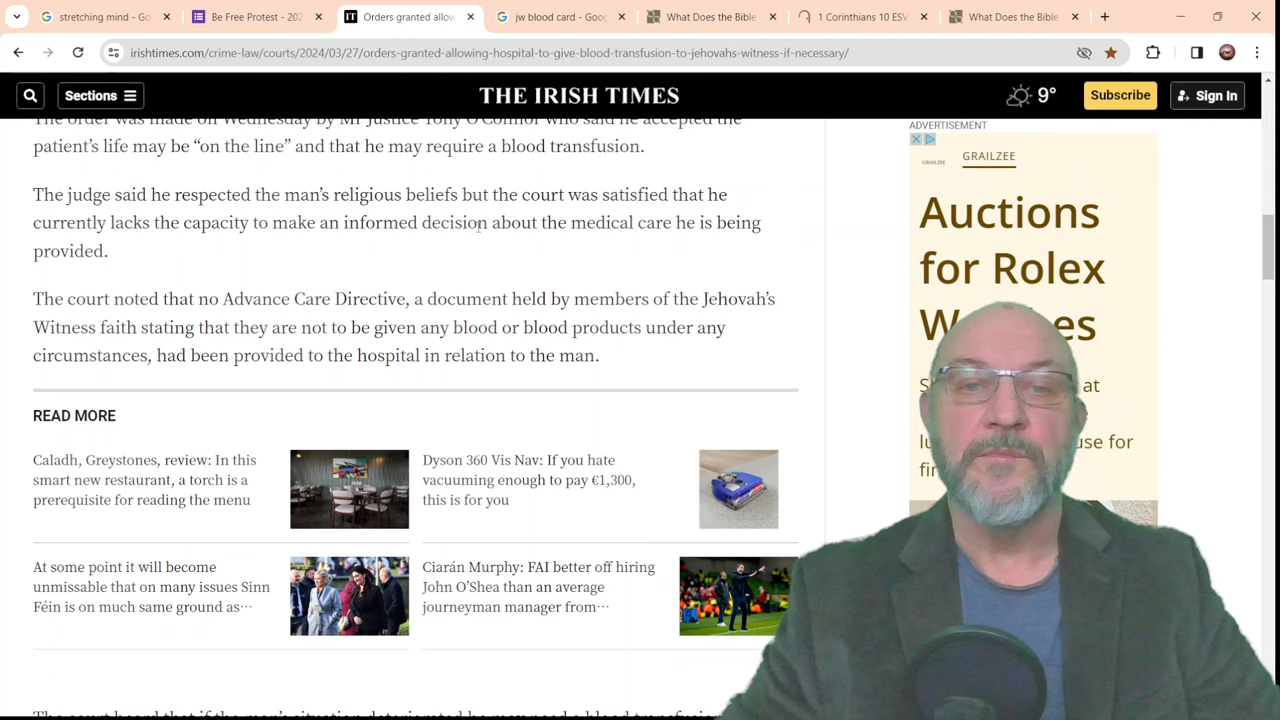 stretching mind - Go
Be Free Protest - 202
IT Orders granted allow
jw blood card - Goog
What Does the Bible
1 Corinthians 10 ESV
What Does the Bible
irishtimes.com/crime-law/courts/2024/03/27/orders-granted-allowing-hospital-to-give-blood-transfusion-to-jehovahs-witness-if-necessary/
Sections
THE IRISH TIMES
9°
Subscribe
Sign In
The order was made on Wednesday by Mr Justice Tony O'Connor who said he accepted the
patient's life may be "on the line" and that he may require a blood transfusion.
The judge said he respected the man's religious beliefs but the court was satisfied that he
currently lacks the capacity to make an informed decision about the medical care he is being
provided.
The court noted that no Advance Care Directive, a document held by members of the Jehovah's
Witness faith stating that they are not to be given any blood or blood products under any
circumstances, had been provided to the hospital in relation to the man.
READ MORE
Caladh, Greystones, review: In this
smart new restaurant, a torch is a
prerequisite for reading the menu
Dyson 360 Vis Nav: If you hate
vacuuming enough to pay €1,300,
this is for you
At some point it will become
unmissable that on many issues Sinn
Féin is on much same ground as…
Ciarán Murphy: FAI better off hiring
John O'Shea than an average
journeyman manager from…
ADVERTISEMENT
GRAILZEE
GRAILZEE
Auctions
for Rolex
at
use for